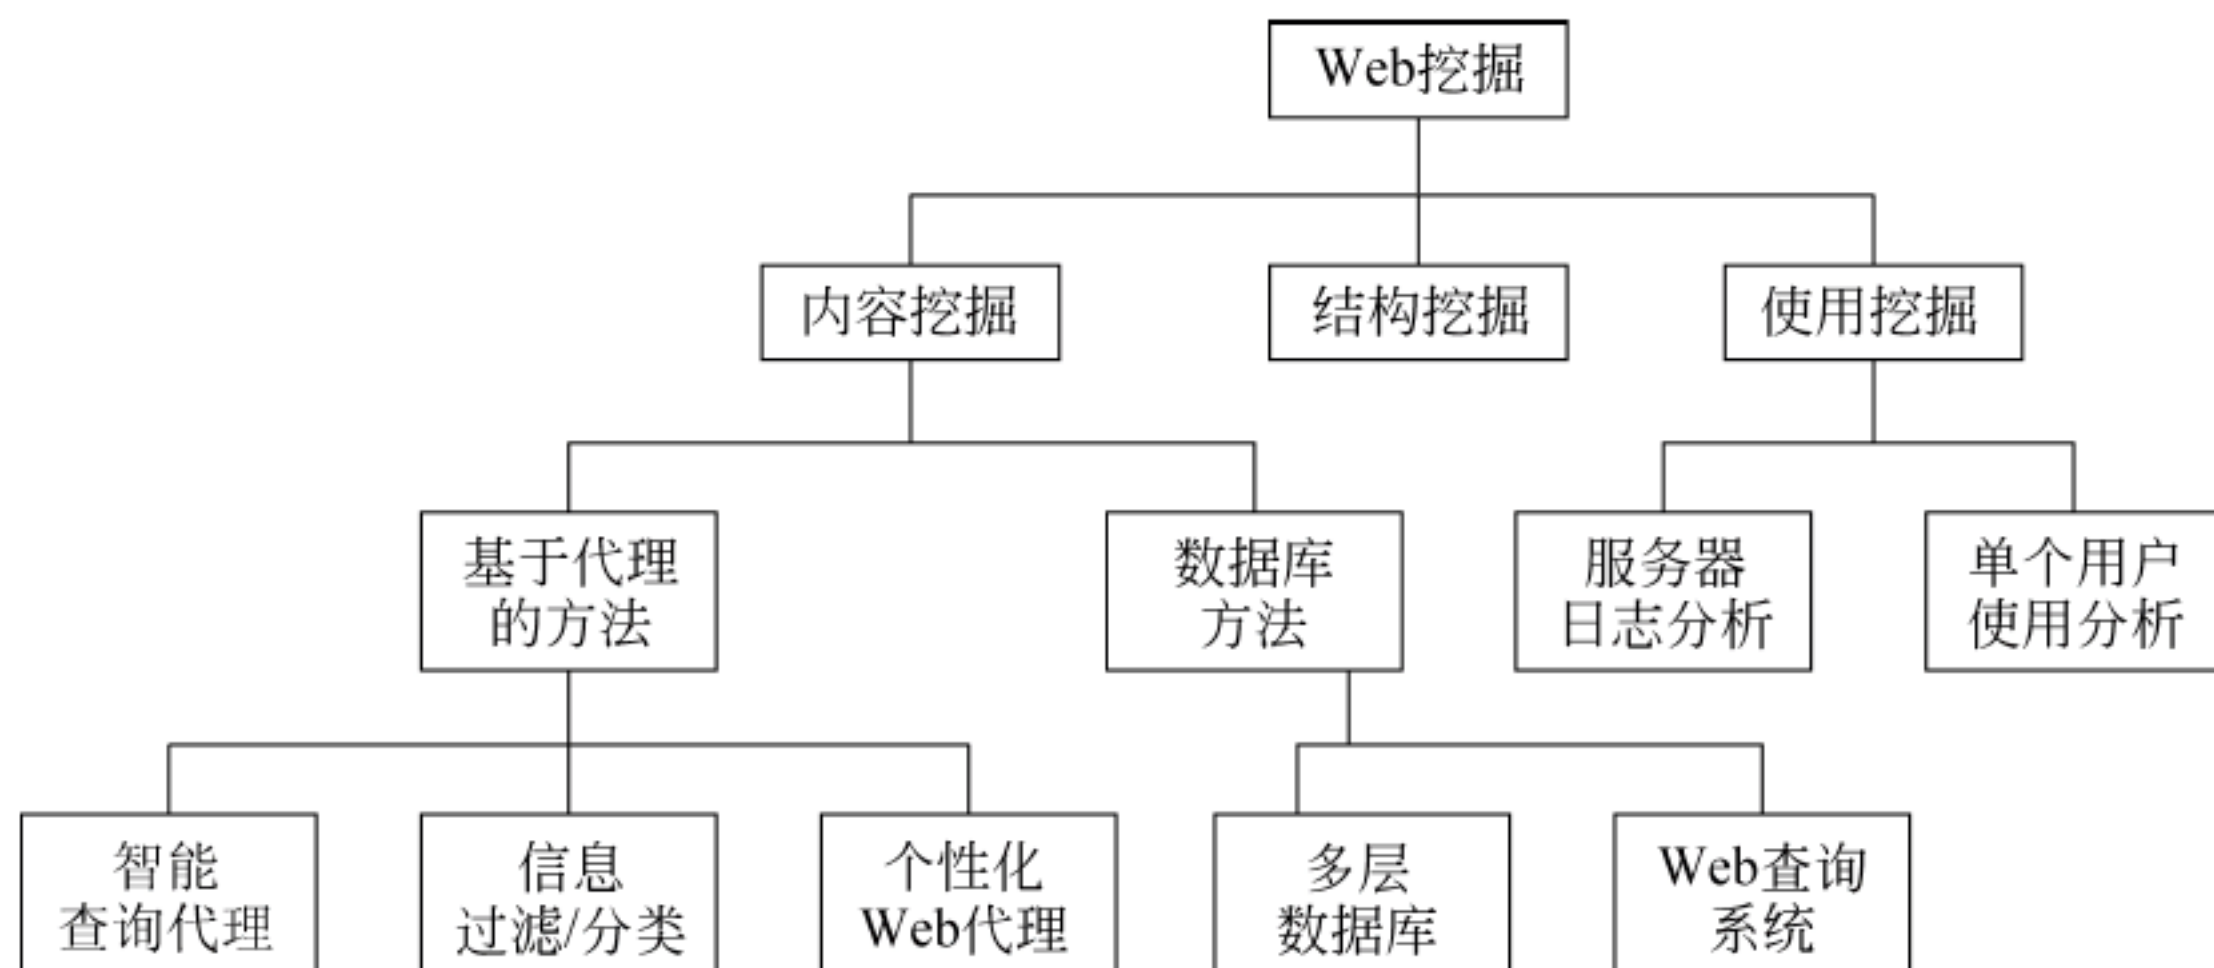 Web挖掘
内容挖掘
结构挖掘
使用挖掘
基于代理
的方法
数据库
方法
服务器
日志分析
单个用户
使用分析
智能
查询代理
信息
过滤/分类
个性化
Web代理
多层
数据库
Web查询
系统